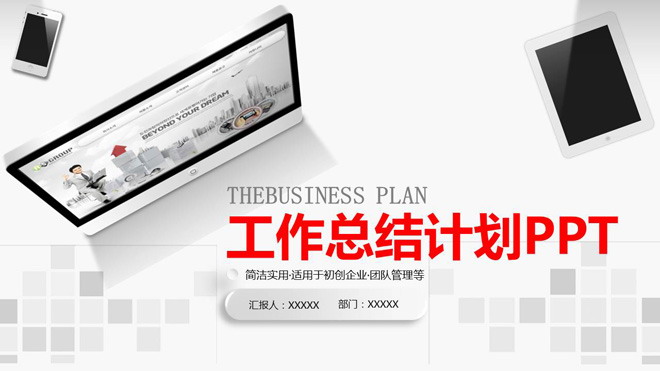 BEYOND YOUR DREAM
GROUP
THEBUSINESS PLAN
工作总结计划PPT
简洁实用·适用于初创企业·团队管理等
汇报人：XXXXX 部门：XXXXX